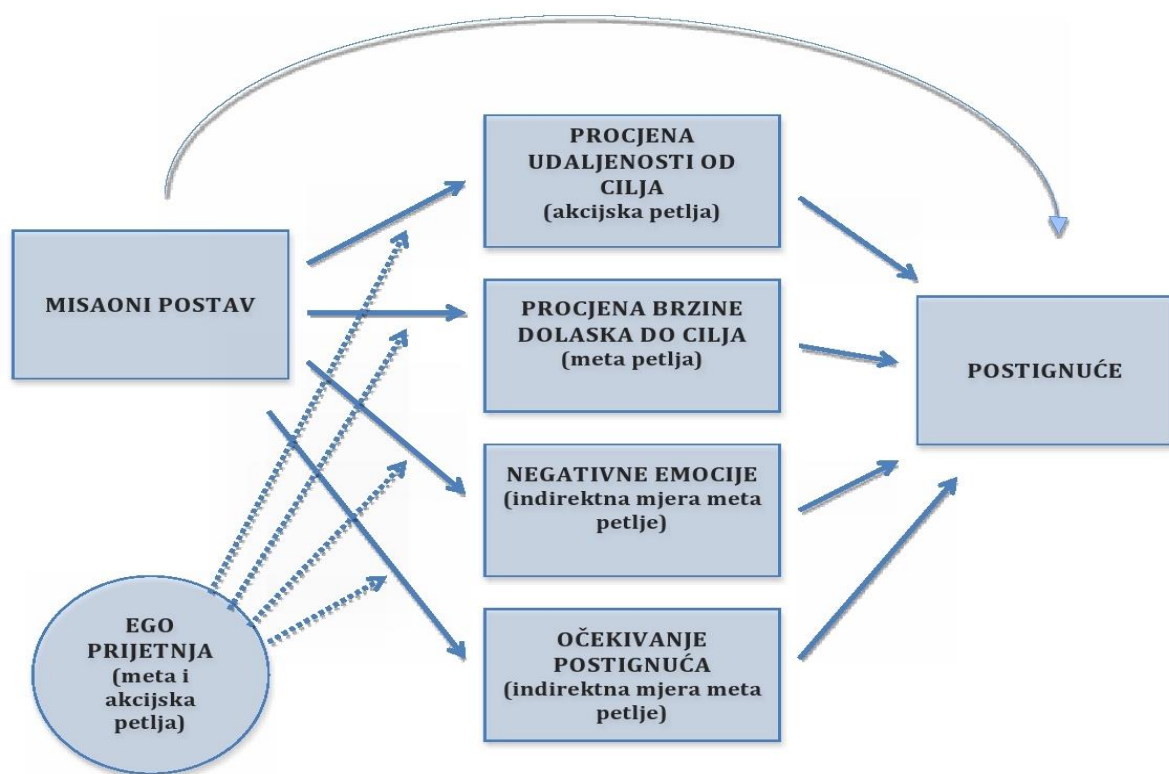 PROCJENA
UDALJENOSTI OD
CILJA
(akcijska petlja)
MISAONI POSTAV
PROCJENA BRZINE
DOLASKA DO CILJA
(meta petlja)
POSTIGNUĆE
NEGATIVNE EMOCIJE
(indirektna mjera meta
petlje)
EGO
PRIJETNJA
(meta i
akcijska
petlja)
OČEKIVANJE
POSTIGNUĆA
(indirektna mjera meta
petlje)